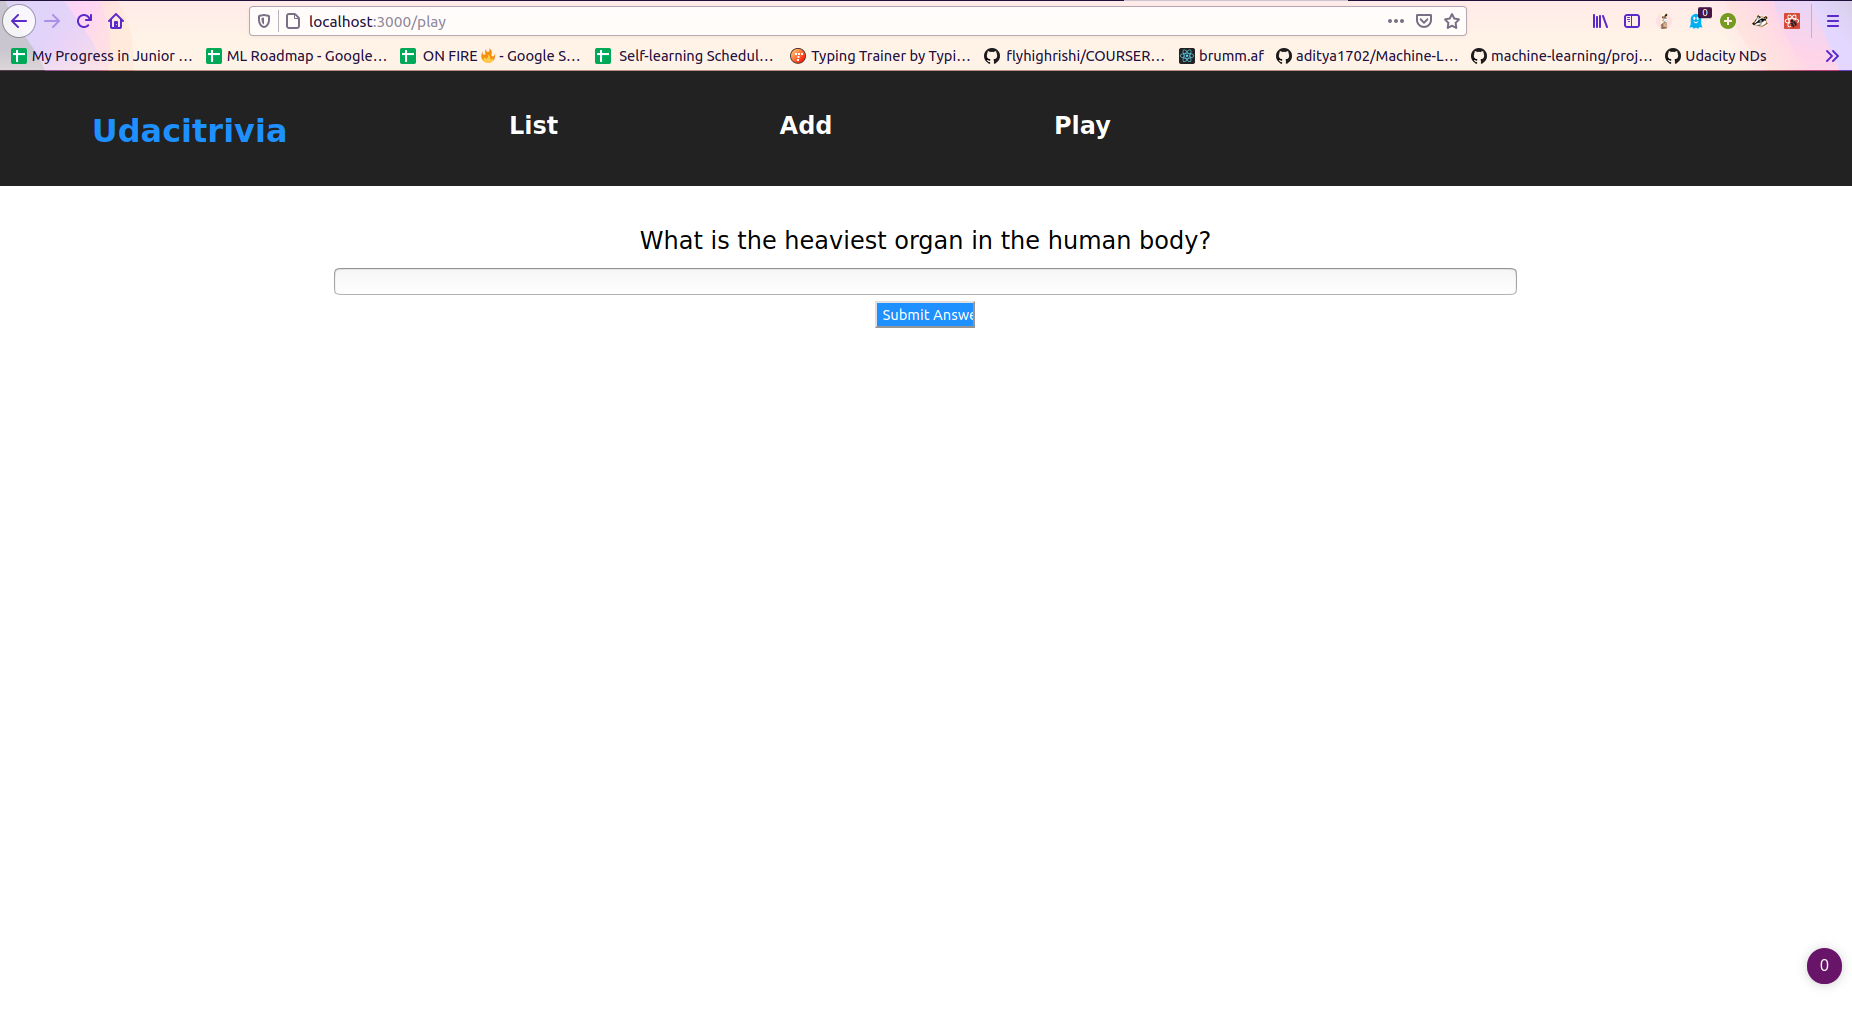 localhost:3000/play
0
My Progress in Junior ... ML Roadmap - Google... ON FIRE🔥 - Google S... Self-learning Schedul... Typing Trainer by Typi... flyhighrishi/COURSER... brumm.af aditya1702/Machine-L... machine-learning/proj... Udacity NDs
Udacitrivia List Add Play
What is the heaviest organ in the human body?
Submit Answe
0